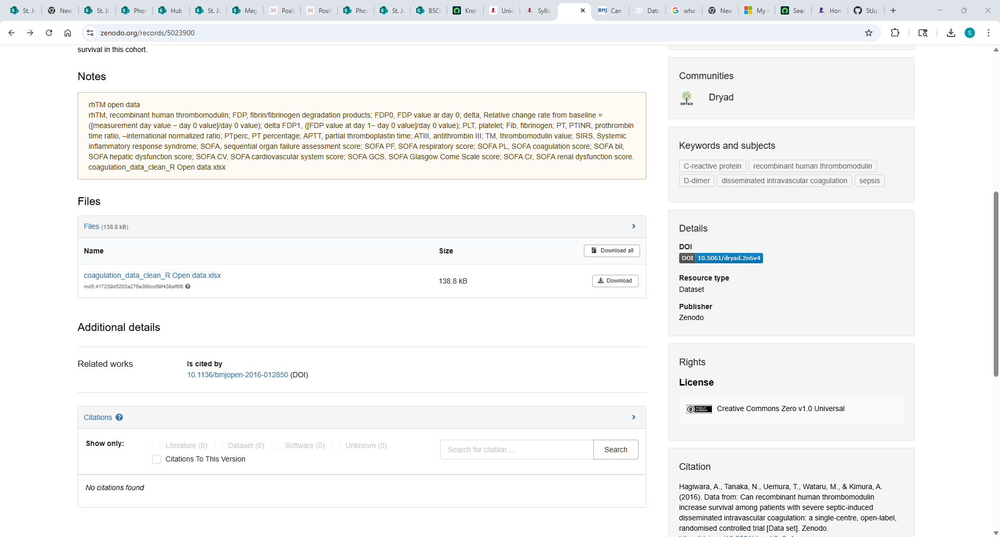 St. Ju
New
St. Ju
Phor
Hub
St. Ju
Meg
Posit
Posit
Phor
St. Ju
BSC
Kno
Unic
Sylla
BMJ Can
Data
what
New
My A
Sear
Hon
StJu
zenodo.org/records/5023900
S
survival in this cohort.
Notes
rhTM open data
rhTM, recombinant human thrombomodulin; FDP, fibrin/fibrinogen degradation products; FDP0, FDP value ar day 0; delta, Relative change rate from baseline =
([measurement day value − day 0 value]/day 0 value); delta FDP1, ([FDP value at day 1− day 0 value]/day 0 value); PLT, platelet; Fib, fibrinogen; PT, PTINR, prothrombin
time ratio, –international normalized ratio; PTperc, PT percentage; APTT, partial thromboplastin time; ATIII, antithrombin III; TM, thrombomodulin value; SIRS, Systemic
inflammatory response syndrome; SOFA, sequential organ failure assessment score; SOFA PF, SOFA respiratory score; SOFA PL, SOFA coagulation score; SOFA bil,
SOFA hepatic dysfunction score; SOFA CV, SOFA cardiovascular system score; SOFA GCS, SOFA Glasgow Come Scale score; SOFA Cr, SOFA renal dysfunction score.
coagulation_data_clean_R Open data.xlsx
Files
Files (138.8 kB)
Name Size Download all
coagulation_data_clean_R Open data.xlsx
md5:417239d5203a276e368cc69f439af6f8
138.8 kB Download
Additional details
Related works
Is cited by
10.1136/bmjopen-2016-012850 (DOI)
Citations
Show only:
Literature (0) Dataset (0) Software (0) Unknown (0)
Citations To This Version
Search for citation ...
Search
No citations found
Communities
DRYAD
Dryad
Keywords and subjects
C-reactive protein recombinant human thrombomodulin
D-dimer disseminated intravascular coagulation sepsis
Details
DOI
DOI 10.5061/dryad.2n6v4
Resource type
Dataset
Publisher
Zenodo
Rights
License
PUBLIC DOMAIN
Creative Commons Zero v1.0 Universal
Citation
Hagiwara, A., Tanaka, N., Uemura, T., Wataru, M., & Kimura, A.
(2016). Data from: Can recombinant human thrombomodulin
increase survival among patients with severe septic-induced
disseminated intravascular coagulation: a single-centre, open-label,
randomised controlled trial [Data set]. Zenodo.